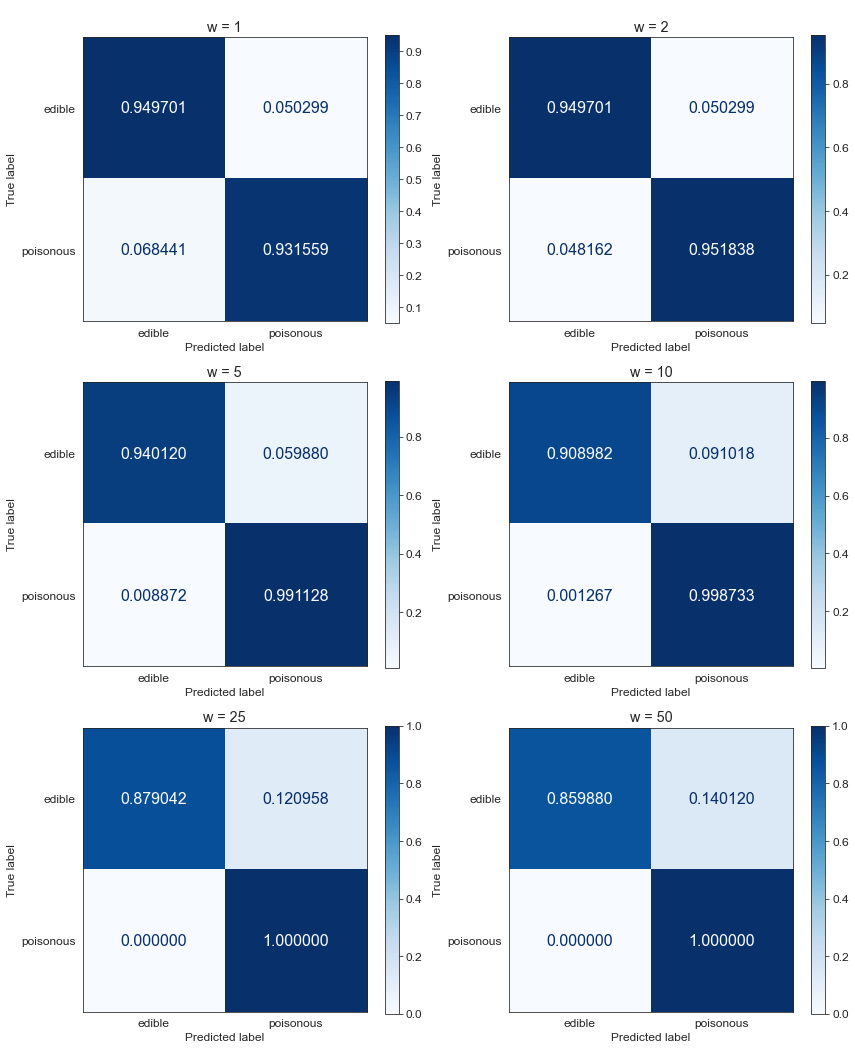 w = 1
0.9
0.8
0.7
0.6
0.5
0.4
0.3
0.2
0.1
edible
0.949701 0.050299
poisonous
0.068441 0.931559
True label
edible poisonous
Predicted label
w = 2
0.8
0.6
0.4
0.2
edible
0.949701 0.050299
poisonous
0.048162 0.951838
True label
edible poisonous
Predicted label
w = 5
0.8
0.6
0.4
0.2
edible
0.940120 0.059880
poisonous
0.008872 0.991128
True label
edible poisonous
Predicted label
w = 10
0.8
0.6
0.4
0.2
edible
0.908982 0.091018
poisonous
0.001267 0.998733
True label
edible poisonous
Predicted label
w = 25
1.0
0.8
0.6
0.4
0.2
0.0
edible
0.879042 0.120958
poisonous
0.000000 1.000000
True label
edible poisonous
Predicted label
w = 50
1.0
0.8
0.6
0.4
0.2
0.0
edible
0.859880 0.140120
poisonous
0.000000 1.000000
True label
edible poisonous
Predicted label